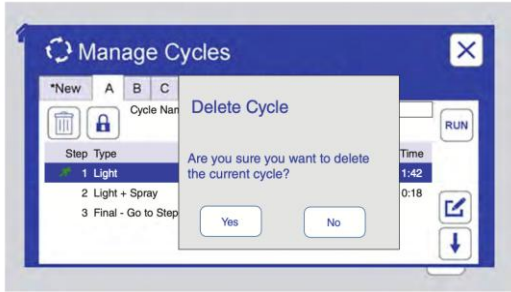 Manage Cycles
*New A B C
Cycle Nan
RUN
Step Type Time
1 Light 1:42
2 Light + Spray 0:18
3 Final - Go to Step
Delete Cycle
Are you sure you want to delete
the current cycle?
Yes No